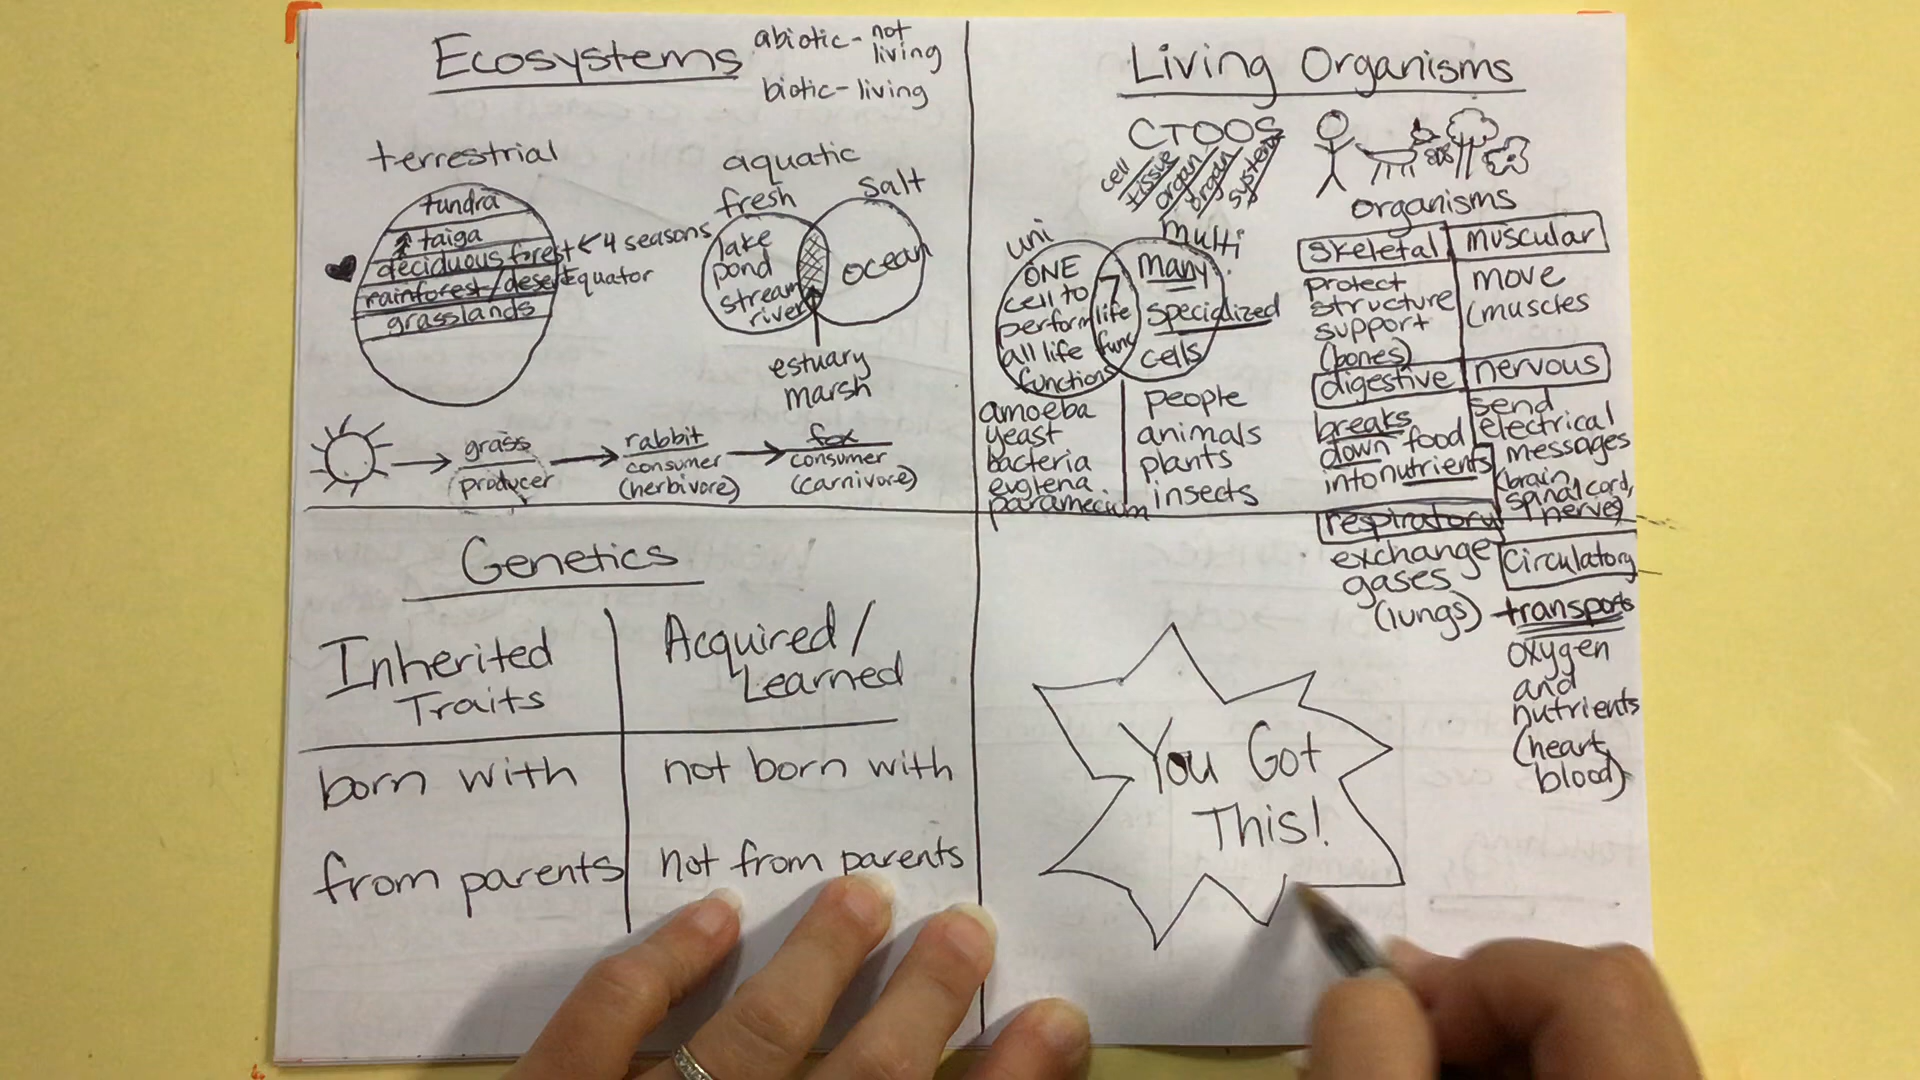 Ecosystems
abiotic - not
living
biotic - living
terrestrial
tundra
taiga
deciduous forest ← 4 seasons
rainforest/desert Equator
grasslands
aquatic
fresh
salt
lake
pond
stream
river
ocean
estuary
marsh
grass
producer
rabbit
consumer
(herbivore)
fox
consumer
(carnivore)
Living Organisms
CTOOS
cell
tissue
organ
organ
systems
organisms
uni
multi
ONE
cell to
perform
all life
functions
7
life
func
many
specialized
cells
amoeba
yeast
bacteria
euglena
paramecium
people
animals
plants
insects
skeletal
protect
structure
support
(bones)
muscular
move
(muscles
digestive
breaks
down food
into nutrients
nervous
send
electrical
messages
(brain,
spinal cord,
nerves)
respiratory
exchange
gases
(lungs)
circulatory
transports
oxygen
and
nutrients
(heart,
blood)
Genetics
Inherited
Traits
Acquired/
Learned
born with
not born with
from parents
not from parents
You Got
This!